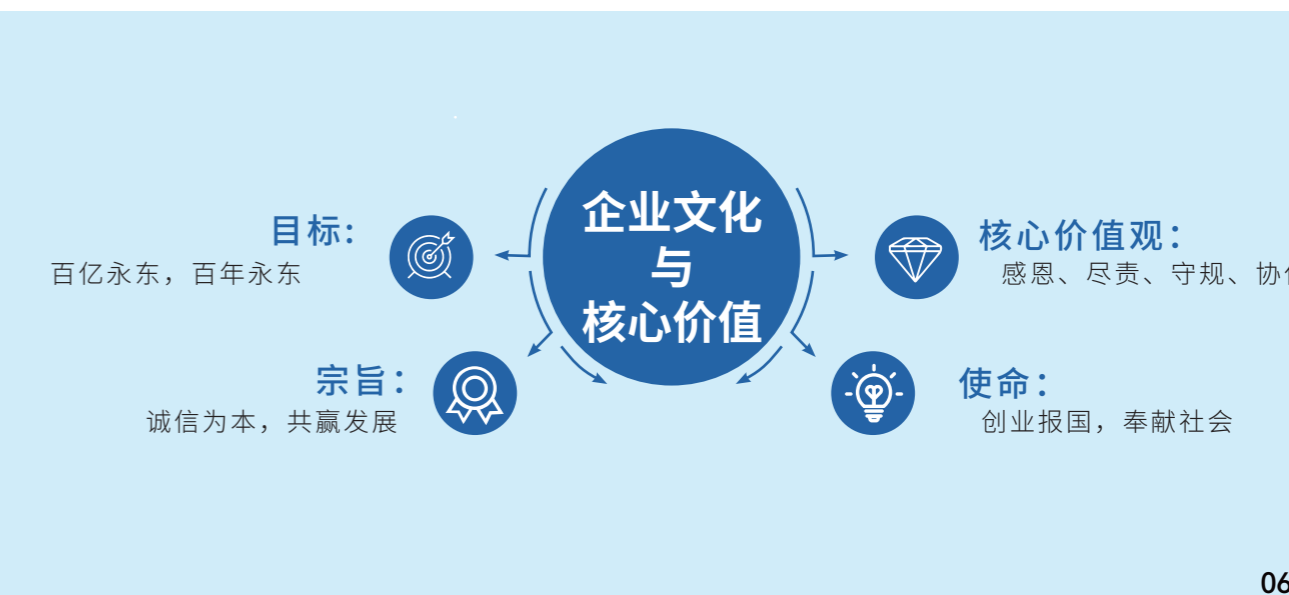 企业文化
与
核心价值
目标:
百亿永东，百年永东
宗旨:
诚信为本，共赢发展
核心价值观:
感恩、尽责、守规、协
使命:
创业报国，奉献社会
06